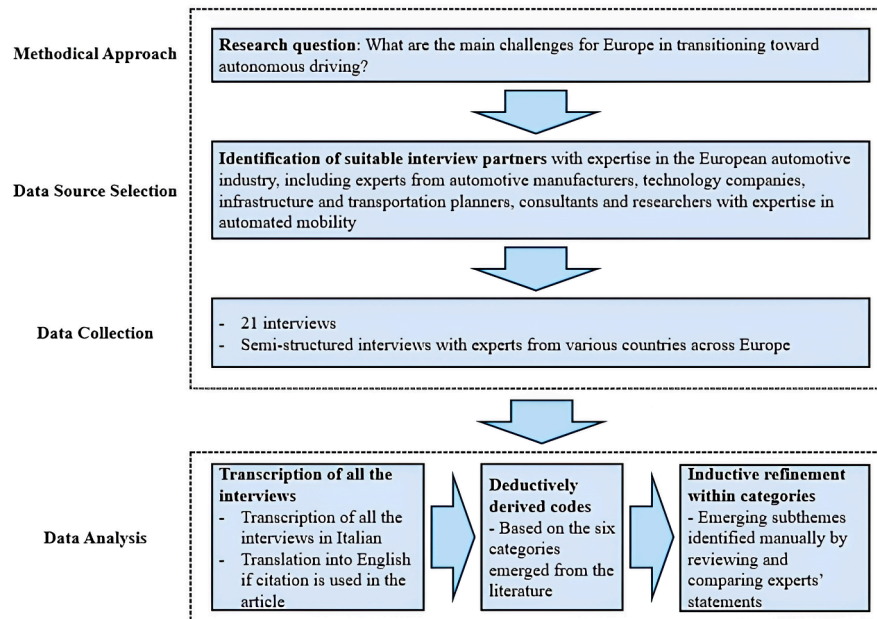 Methodical Approach
Research question: What are the main challenges for Europe in transitioning toward
autonomous driving?
Data Source Selection
Identification of suitable interview partners with expertise in the European automotive
industry, including experts from automotive manufacturers, technology companies,
infrastructure and transportation planners, consultants and researchers with expertise in
automated mobility
Data Collection
- 21 interviews
- Semi-structured interviews with experts from various countries across Europe
Data Analysis
Transcription of all the
interviews
- Transcription of all the
interviews in Italian
- Translation into English
if citation is used in the
article
Deductively
derived codes
- Based on the six
categories
emerged from the
literature
Inductive refinement
within categories
- Emerging subthemes
identified manually by
reviewing and
comparing experts'
statements